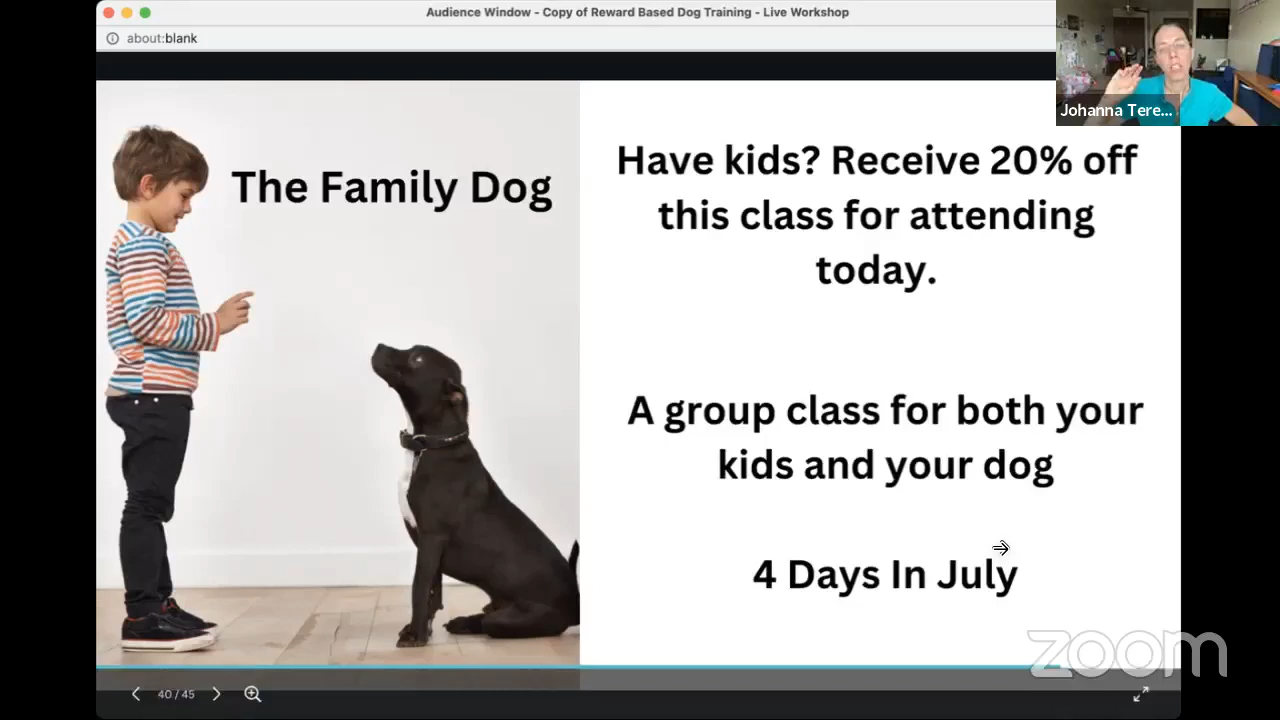 Audience Window - Copy of Reward Based Dog Training - Live Workshop
about:blank
Johanna Tere...
The Family Dog
Have kids? Receive 20% off
this class for attending
today.
A group class for both your
kids and your dog
4 Days In July
zoom
40 / 45